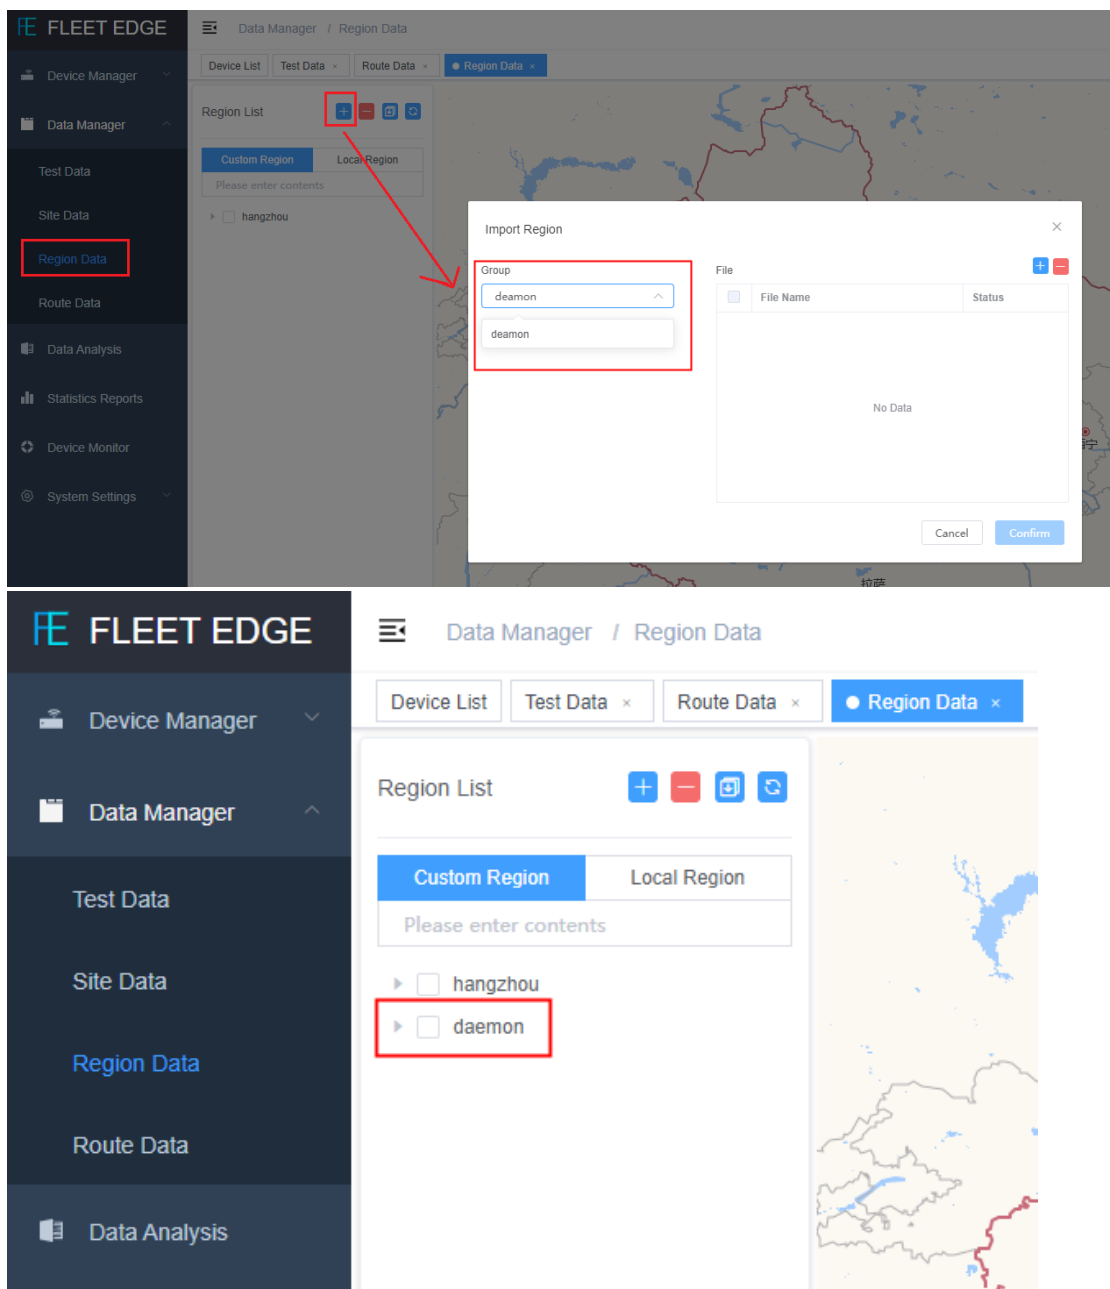 FE FLEET EDGE
Data Manager / Region Data
Device List Test Data × Route Data × Region Data ×
Device Manager
Data Manager
Test Data
Site Data
Region Data
Route Data
Data Analysis
Statistics Reports
Device Monitor
System Settings
Region List
Custom Region Local Region
Please enter contents
hangzhou
Import Region
Group
deamon
deamon
File
File Name Status
No Data
Cancel Confirm
拉萨
FE FLEET EDGE
Data Manager / Region Data
Device List Test Data × Route Data × Region Data ×
Device Manager
Data Manager
Test Data
Site Data
Region Data
Route Data
Data Analysis
Region List
Custom Region Local Region
Please enter contents
hangzhou
daemon